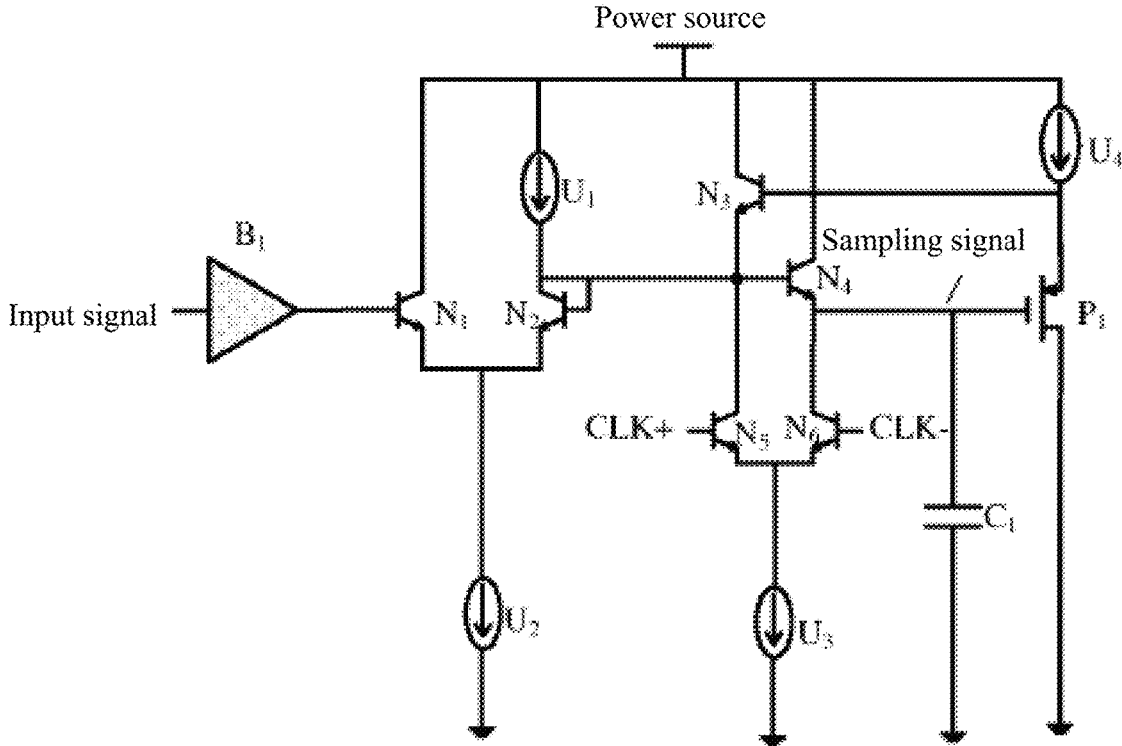 Power source
U₄
N₃
U₁
B₁
Sampling signal
N₄
Input signal
N₁
N₂
P₁
CLK+
N₅
N₆
CLK-
C₁
U₂
U₃